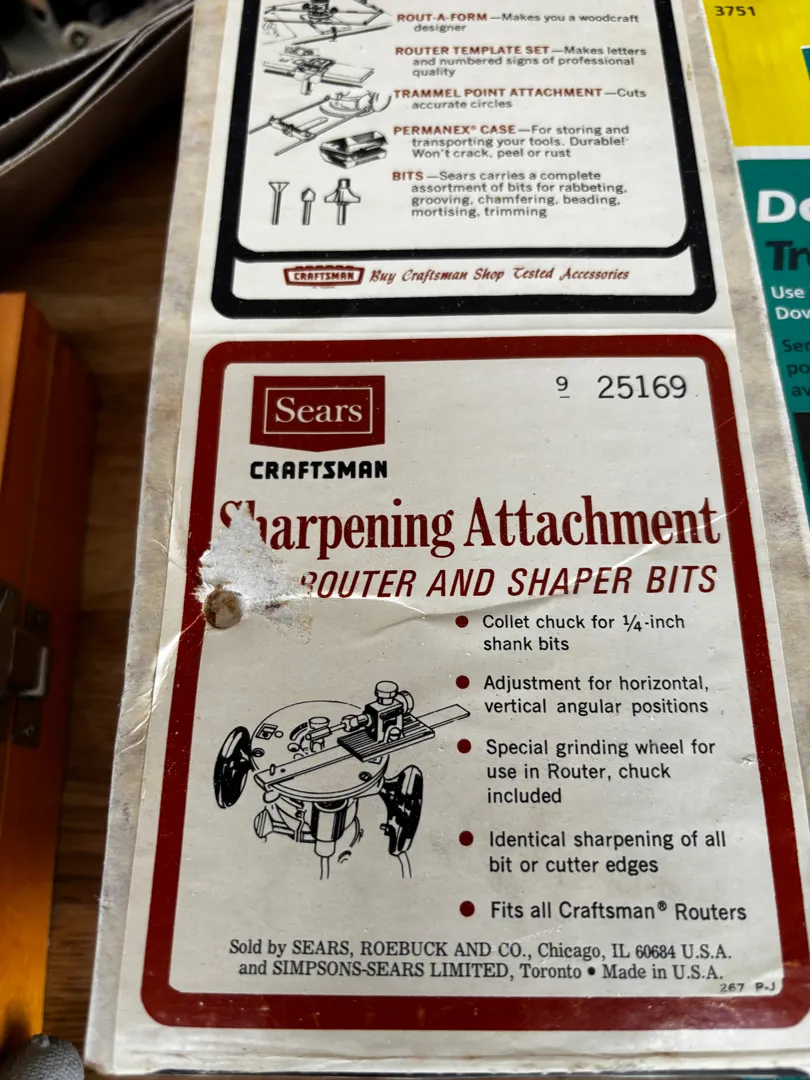 3751
ROUT-A-FORM—Makes you a woodcraft
designer
ROUTER TEMPLATE SET—Makes letters
and numbered signs of professional
quality
TRAMMEL POINT ATTACHMENT—Cuts
accurate circles
PERMANEX® CASE—For storing and
transporting your tools. Durable!
Won't crack, peel or rust
BITS—Sears carries a complete
assortment of bits for rabbeting,
grooving, chamfering, beading,
mortising, trimming
CRAFTSMAN Buy Craftsman Shop Tested Accessories
Sears
CRAFTSMAN
9 25169
Sharpening Attachment
ROUTER AND SHAPER BITS
• Collet chuck for 1/4-inch
shank bits
• Adjustment for horizontal,
vertical angular positions
• Special grinding wheel for
use in Router, chuck
included
• Identical sharpening of all
bit or cutter edges
• Fits all Craftsman® Routers
Sold by SEARS, ROEBUCK AND CO., Chicago, IL 60684 U.S.A.
and SIMPSONS-SEARS LIMITED, Toronto • Made in U.S.A.
267 P-J
Use